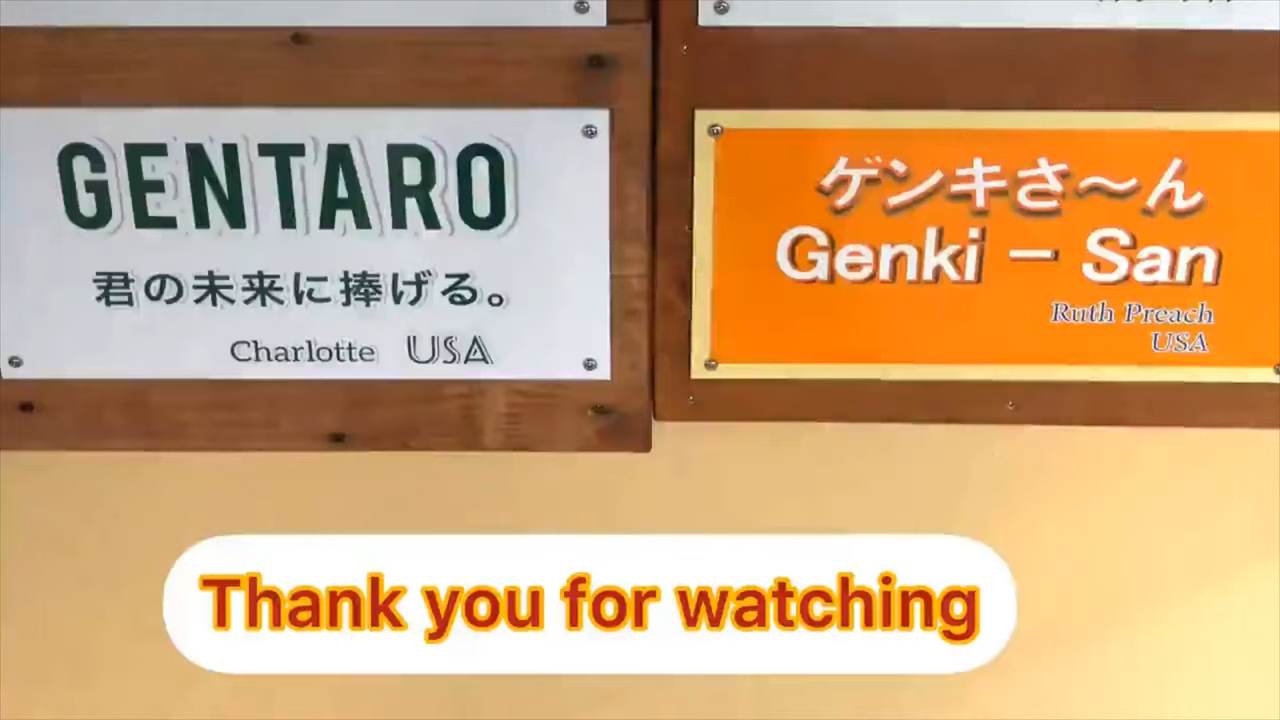 GENTARO
君の未来に捧げる。
Charlotte USA
ゲンキさ〜ん
Genki - San
Ruth Preach
USA
Thank you for watching